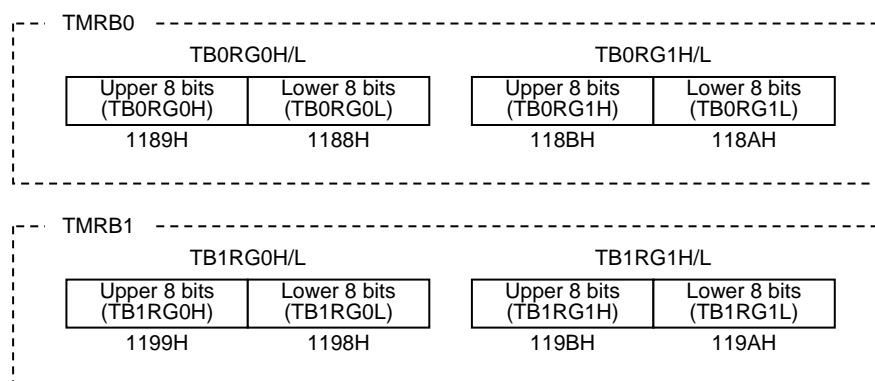 TMRB0
TB0RG0H/L TB0RG1H/L
Upper 8 bits Lower 8 bits Upper 8 bits Lower 8 bits
(TB0RG0H) (TB0RG0L) (TB0RG1H) (TB0RG1L)
1189H 1188H 118BH 118AH
TMRB1
TB1RG0H/L TB1RG1H/L
Upper 8 bits Lower 8 bits Upper 8 bits Lower 8 bits
(TB1RG0H) (TB1RG0L) (TB1RG1H) (TB1RG1L)
1199H 1198H 119BH 119AH